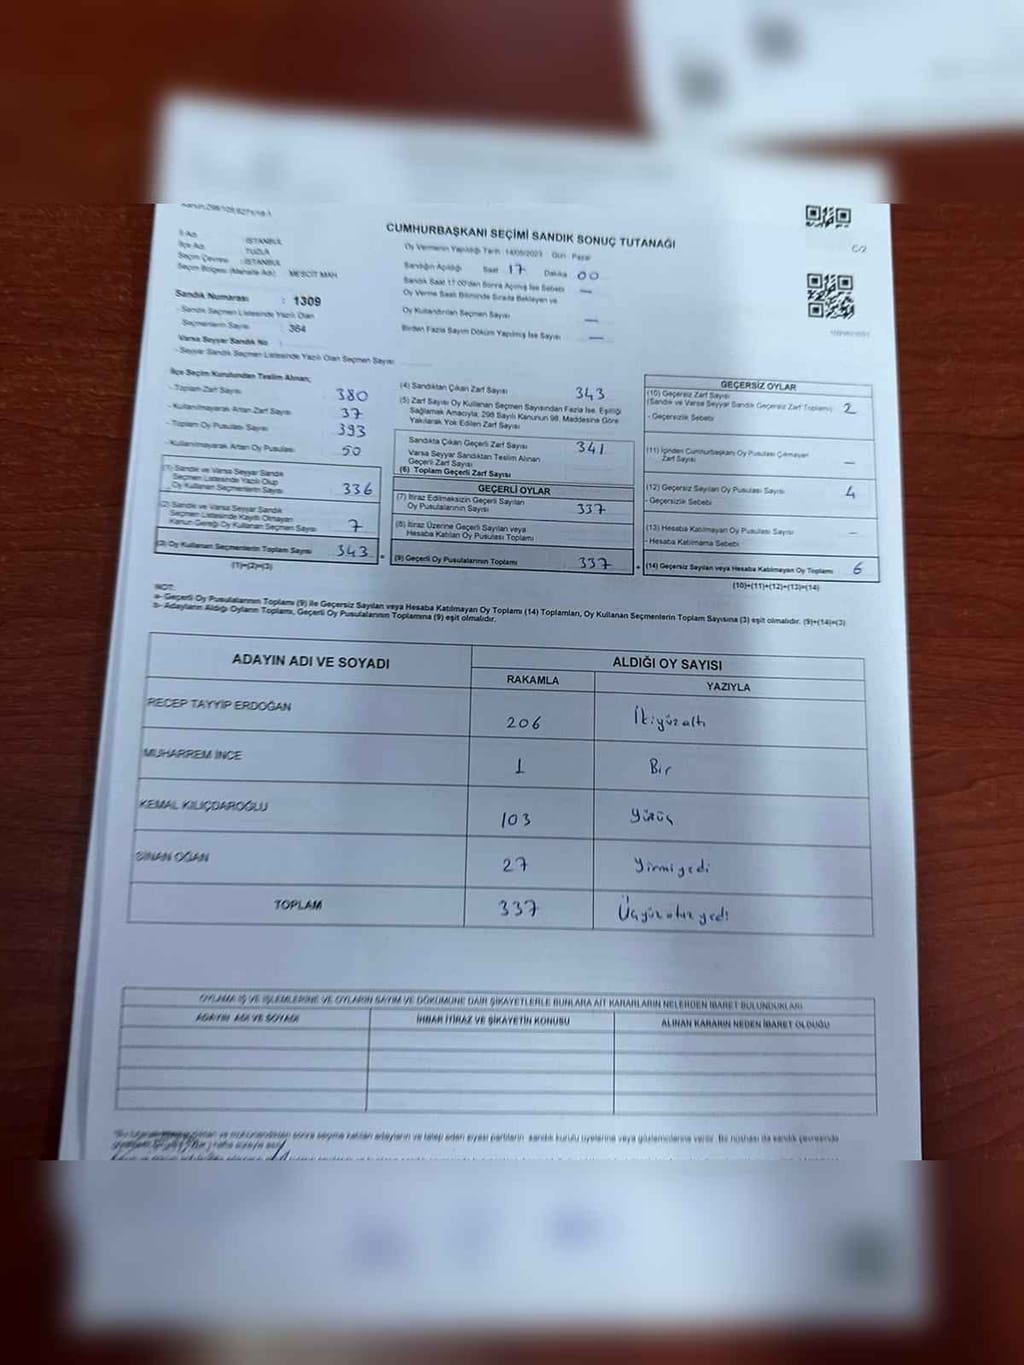 CUMHURBAŞKANI SEÇİMİ SANDIK SONUÇ TUTANAĞI
C/2
İl Adı : İSTANBUL
İlçe Adı : TUZLA
Seçim Çevresi : İSTANBUL
Seçim Bölgesi (Mahalle Adı) : MESCİT MAH
Oy Vermenin Yapıldığı Tarih : 14/05/2023 Gün : Pazar
Sandığın Açıldığı Saat 17 Dakika 00
Sandık Saat 17:00'den Sonra Açılmış İse Sebebi —
Oy Verme Saati Bitiminde Sırada Bekleyen ve
Oy Kullandırılan Seçmen Sayısı —
Birden Fazla Sayım Döküm Yapılmış İse Sayısı —
Sandık Numarası : 1309
- Sandık Seçmen Listesinde Yazılı Olan
Seçmenlerin Sayısı : 364
Varsa Seyyar Sandık No :
- Seyyar Sandık Seçmen Listesinde Yazılı Olan Seçmen Sayısı :
İlçe Seçim Kurulundan Teslim Alınan;
- Toplam Zarf Sayısı 380
- Kullanılmayarak Artan Zarf Sayısı 37
- Toplam Oy Pusulası Sayısı 393
- Kullanılmayarak Artan Oy Pusulası 50
(1) Sandık ve Varsa Seyyar Sandık
Seçmen Listesinde Yazılı Olup
Oy Kullanan Seçmenlerin Sayısı 336
(2) Sandık ve Varsa Seyyar Sandık
Seçmen Listesinde Kayıtlı Olmayan
Kanun Gereği Oy Kullanan Seçmen Sayısı 7
(3) Oy Kullanan Seçmenlerin Toplam Sayısı 343
(1)+(2)=(3)
(4) Sandıktan Çıkan Zarf Sayısı 343
(5) Zarf Sayısı Oy Kullanan Seçmen Sayısından Fazla İse, Eşitliği
Sağlamak Amacıyla, 298 Sayılı Kanunun 98. Maddesine Göre
Yakılarak Yok Edilen Zarf Sayısı
Sandıkta Çıkan Geçerli Zarf Sayısı 341
Varsa Seyyar Sandıktan Teslim Alınan
Geçerli Zarf Sayısı
(6) Toplam Geçerli Zarf Sayısı
GEÇERLİ OYLAR
(7) İtiraz Edilmeksizin Geçerli Sayılan
Oy Pusulalarının Sayısı 337
(8) İtiraz Üzerine Geçerli Sayılan veya
Hesaba Katılan Oy Pusulası Toplamı
(9) Geçerli Oy Pusulalarının Toplamı 337
GEÇERSİZ OYLAR
(10) Geçersiz Zarf Sayısı
(Sandık ve Varsa Seyyar Sandık Geçersiz Zarf Toplamı) 2
- Geçersizlik Sebebi
(11) İçinden Cumhurbaşkanı Oy Pusulası Çıkmayan
Zarf Sayısı —
(12) Geçersiz Sayılan Oy Pusulası Sayısı 4
- Geçersizlik Sebebi
(13) Hesaba Katılmayan Oy Pusulası Sayısı —
- Hesaba Katılmama Sebebi
(14) Geçersiz Sayılan veya Hesaba Katılmayan Oy Toplamı 6
(10)+(11)+(12)+(13)=(14)
NOT:
a- Geçerli Oy Pusulalarının Toplamı (9) ile Geçersiz Sayılan veya Hesaba Katılmayan Oy Toplamı (14) Toplamları, Oy Kullanan Seçmenlerin Toplam Sayısına (3) eşit olmalıdır. (9)+(14)=(3)
b- Adayların Aldığı Oyların Toplamı, Geçerli Oy Pusulalarının Toplamına (9) eşit olmalıdır.
ADAYIN ADI VE SOYADI ALDIĞI OY SAYISI
RAKAMLA YAZIYLA
RECEP TAYYİP ERDOĞAN 206 İkiyüzaltı
MUHARREM İNCE 1 Bir
KEMAL KILIÇDAROĞLU 103 Yüzüç
SİNAN OĞAN 27 Yirmiyedi
TOPLAM 337 Üçyüzotuzyedi
OYLAMA İŞ VE İŞLEMLERİNE VE OYLARIN SAYIM VE DÖKÜMÜNE DAİR ŞİKAYETLERLE BUNLARA AİT KARARLARIN NELERDEN İBARET BULUNDUKLARI
ADAYIN ADI VE SOYADI İHBAR İTİRAZ VE ŞİKAYETİN KONUSU ALINAN KARARIN NEDEN İBARET OLDUĞU